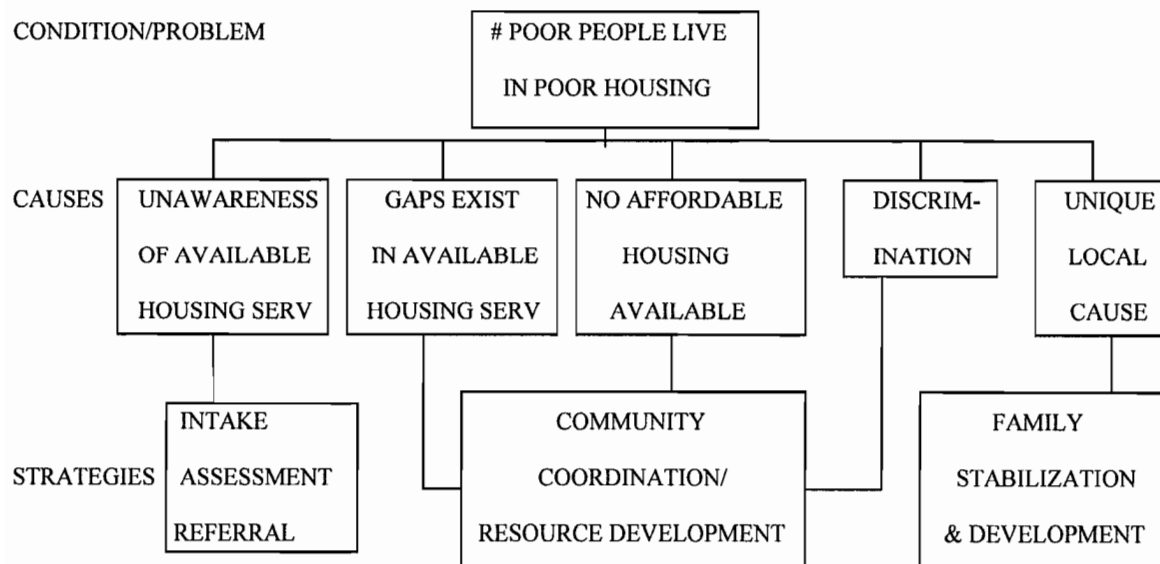 CONDITION/PROBLEM
# POOR PEOPLE LIVE
IN POOR HOUSING
CAUSES
UNAWARENESS
OF AVAILABLE
HOUSING SERV
GAPS EXIST
IN AVAILABLE
HOUSING SERV
NO AFFORDABLE
HOUSING
AVAILABLE
DISCRIM-
INATION
UNIQUE
LOCAL
CAUSE
STRATEGIES
INTAKE
ASSESSMENT
REFERRAL
COMMUNITY
COORDINATION/
RESOURCE DEVELOPMENT
FAMILY
STABILIZATION
& DEVELOPMENT